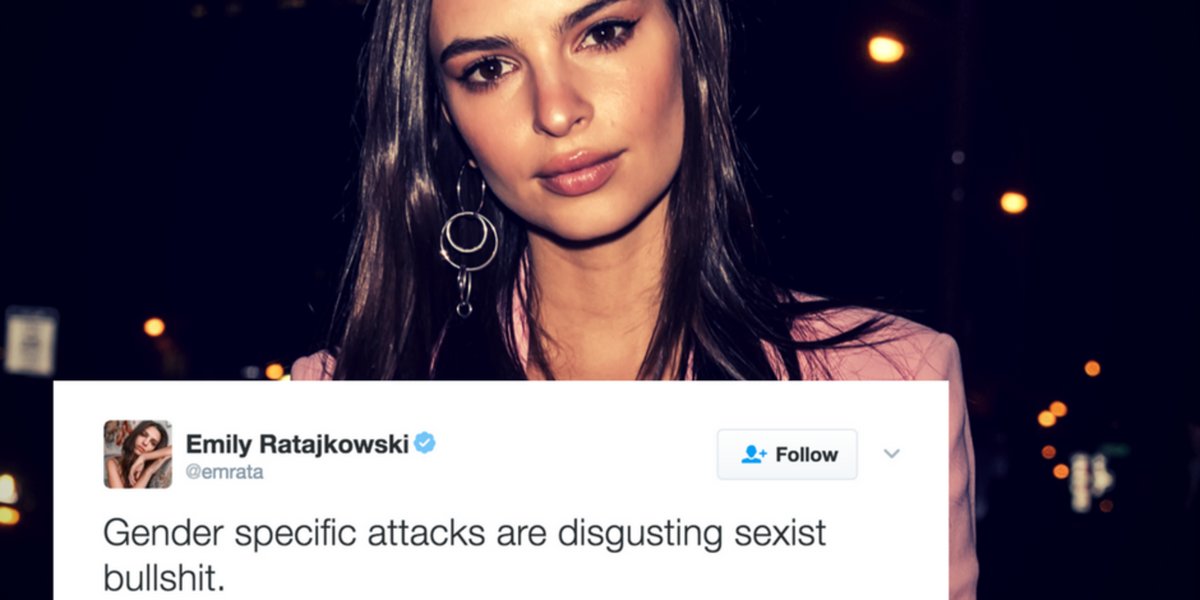 Emily Ratajkowski
@emrata
Follow
Gender specific attacks are disgusting sexist
bullshit.